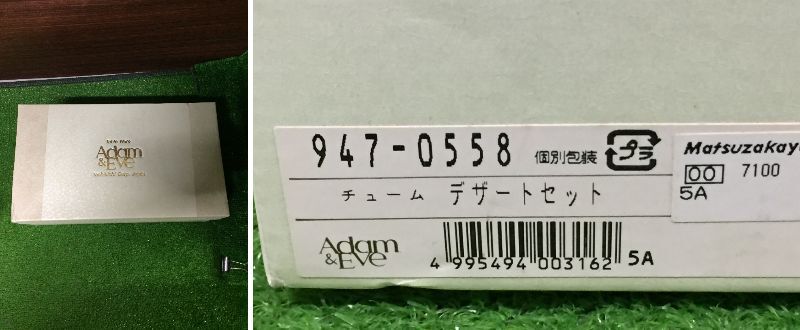 Adam
& EVE
947-0558
個別包装
プラ
Matsuzakaya
00 7100
5A
チューム デザートセット
Adam
& EVE
4 995494 003162 5A